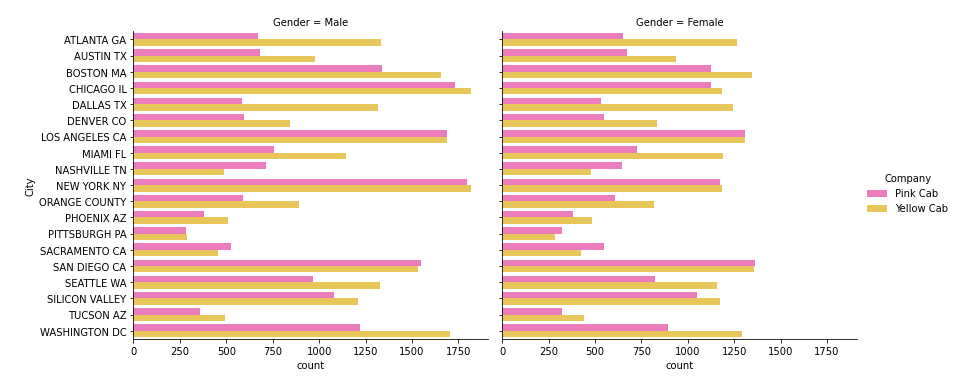 Gender = Male
Gender = Female
City
ATLANTA GA
AUSTIN TX
BOSTON MA
CHICAGO IL
DALLAS TX
DENVER CO
LOS ANGELES CA
MIAMI FL
NASHVILLE TN
NEW YORK NY
ORANGE COUNTY
PHOENIX AZ
PITTSBURGH PA
SACRAMENTO CA
SAN DIEGO CA
SEATTLE WA
SILICON VALLEY
TUCSON AZ
WASHINGTON DC
0 250 500 750 1000 1250 1500 1750
count
0 250 500 750 1000 1250 1500 1750
count
Company
Pink Cab
Yellow Cab